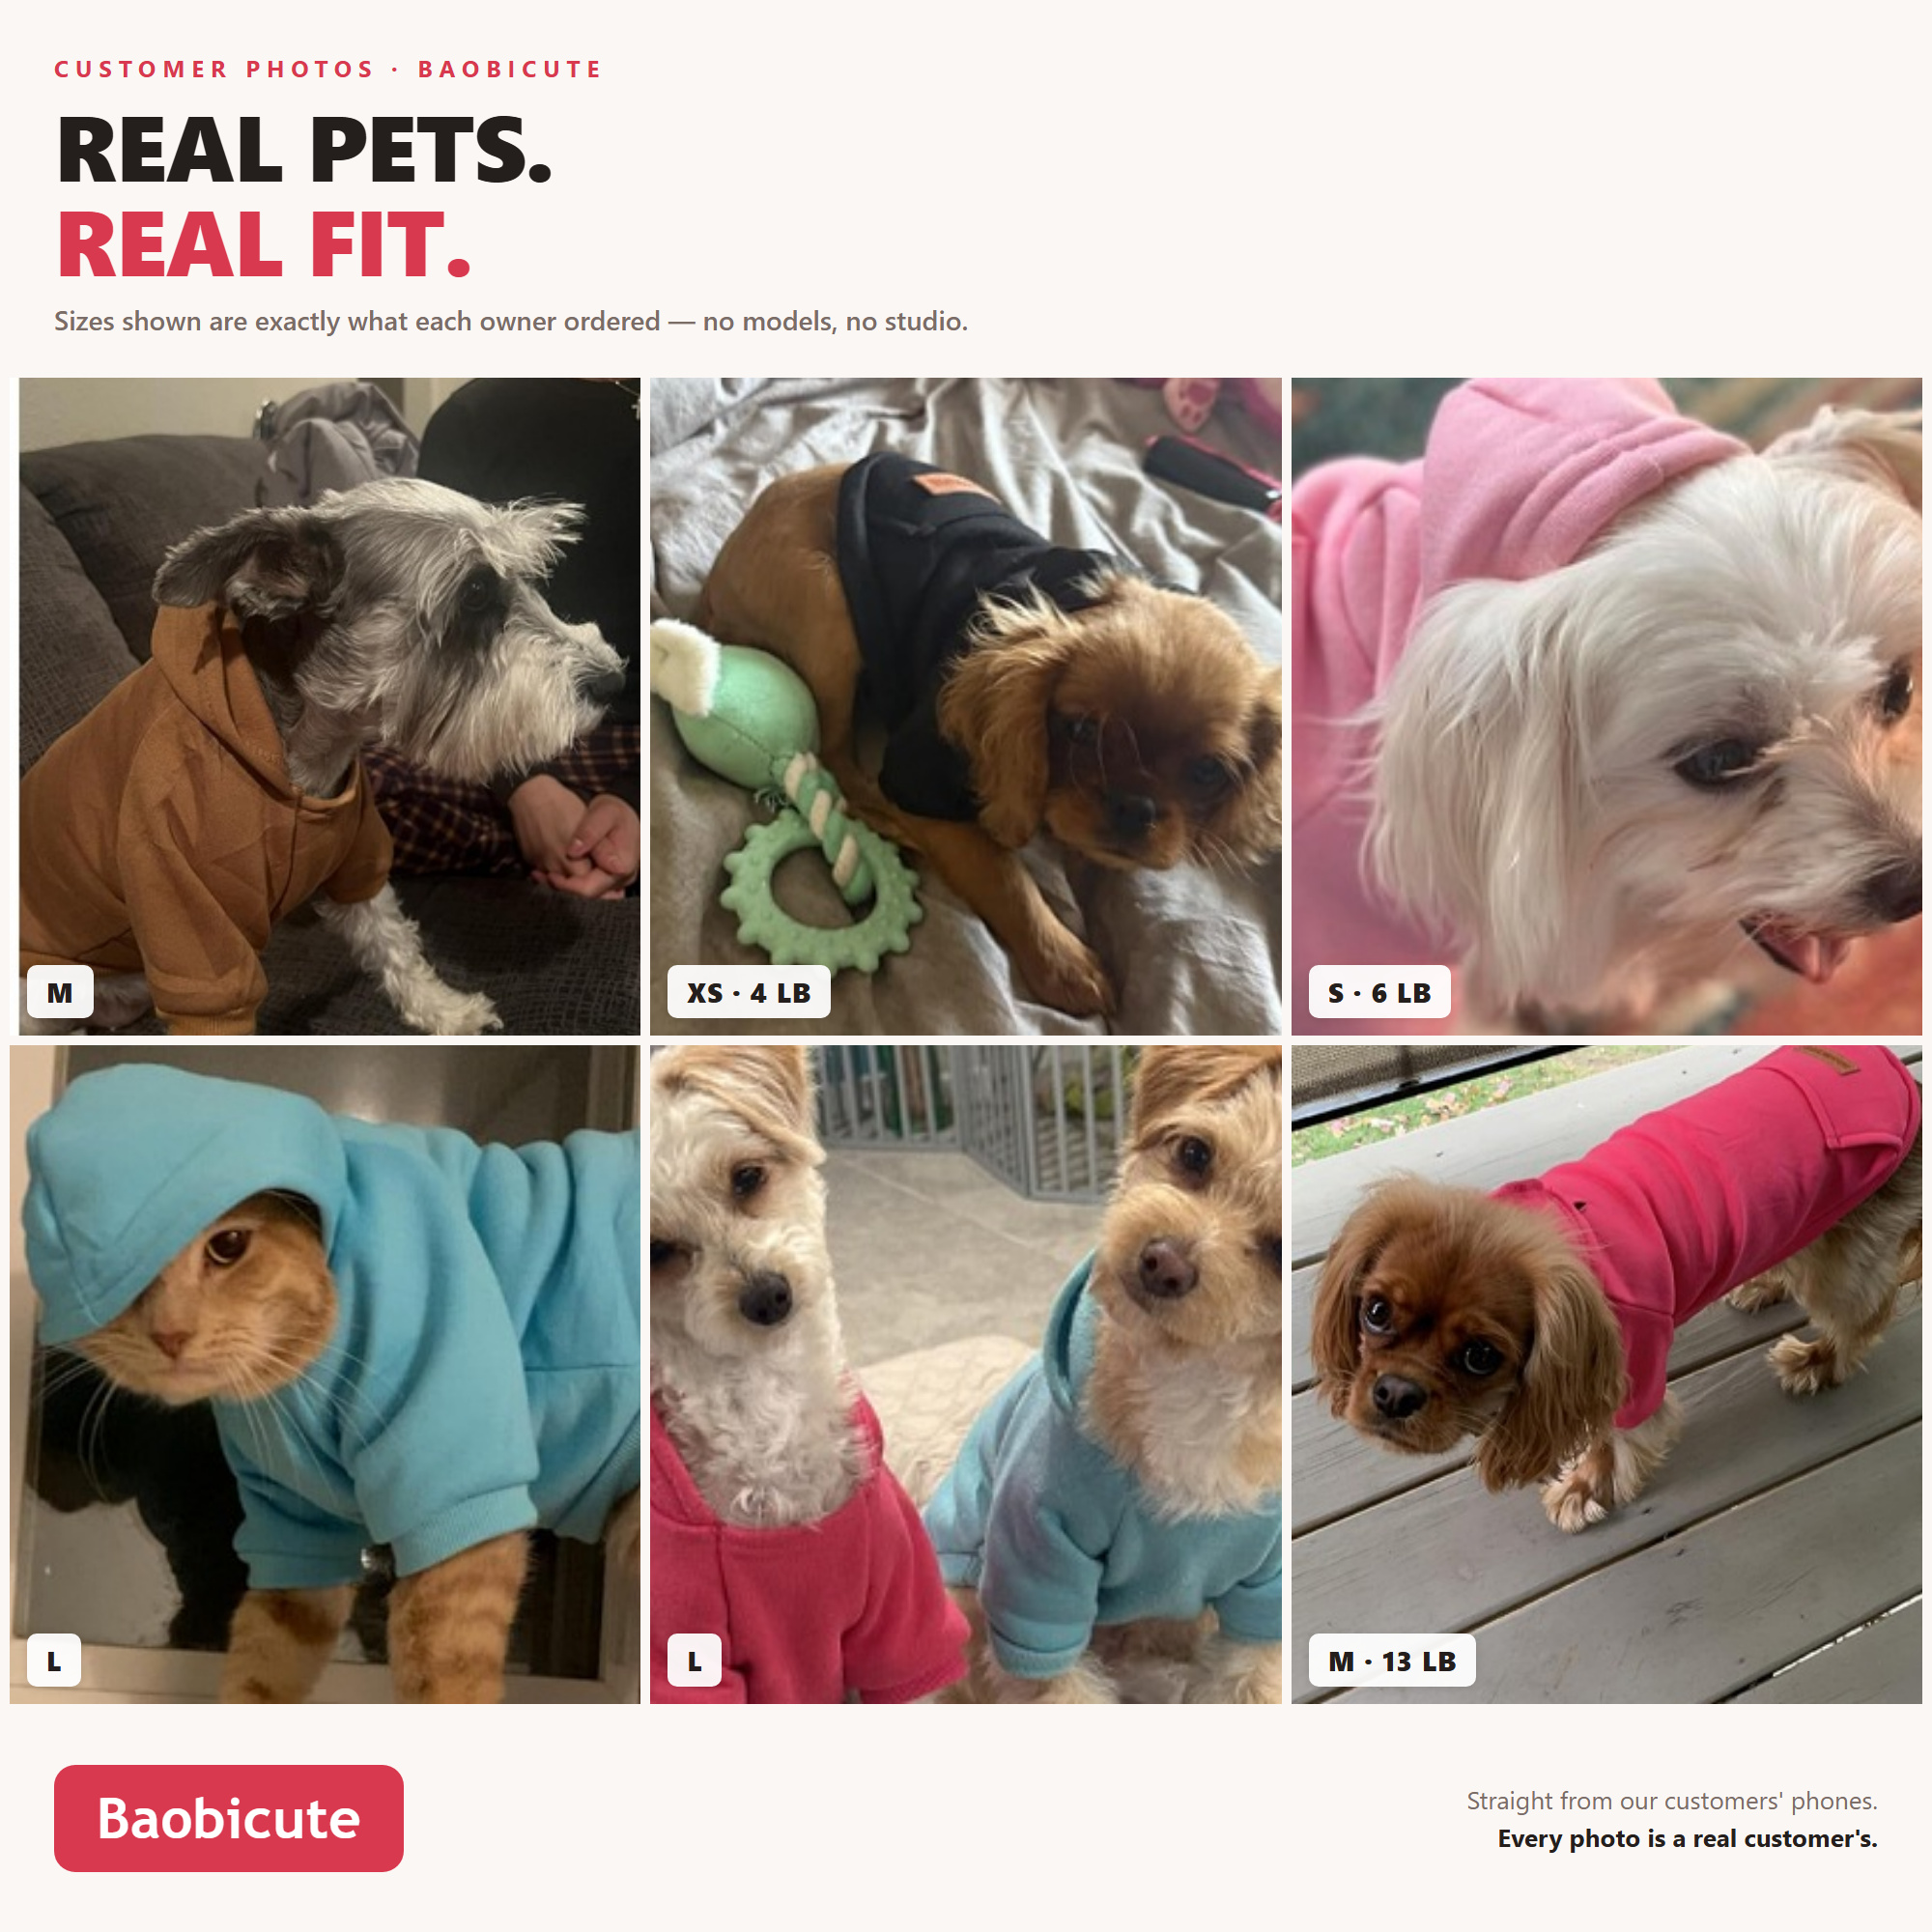 CUSTOMER PHOTOS · BAOBICUTE
REAL PETS.
REAL FIT.
Sizes shown are exactly what each owner ordered — no models, no studio.
M
XS · 4 LB
S · 6 LB
L
L
M · 13 LB
Baobicute
Straight from our customers' phones.
Every photo is a real customer's.